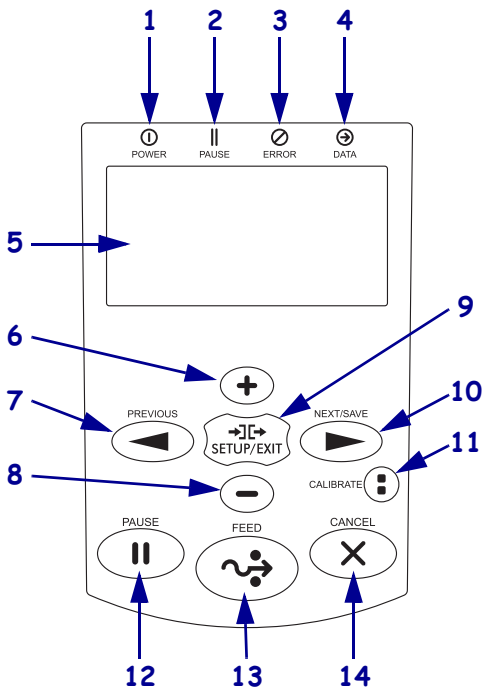 1 2 3 4
POWER PAUSE ERROR DATA
5
9
6
7 PREVIOUS NEXT/SAVE 10
SETUP/EXIT
11
8 CALIBRATE
PAUSE FEED CANCEL
12 13 14